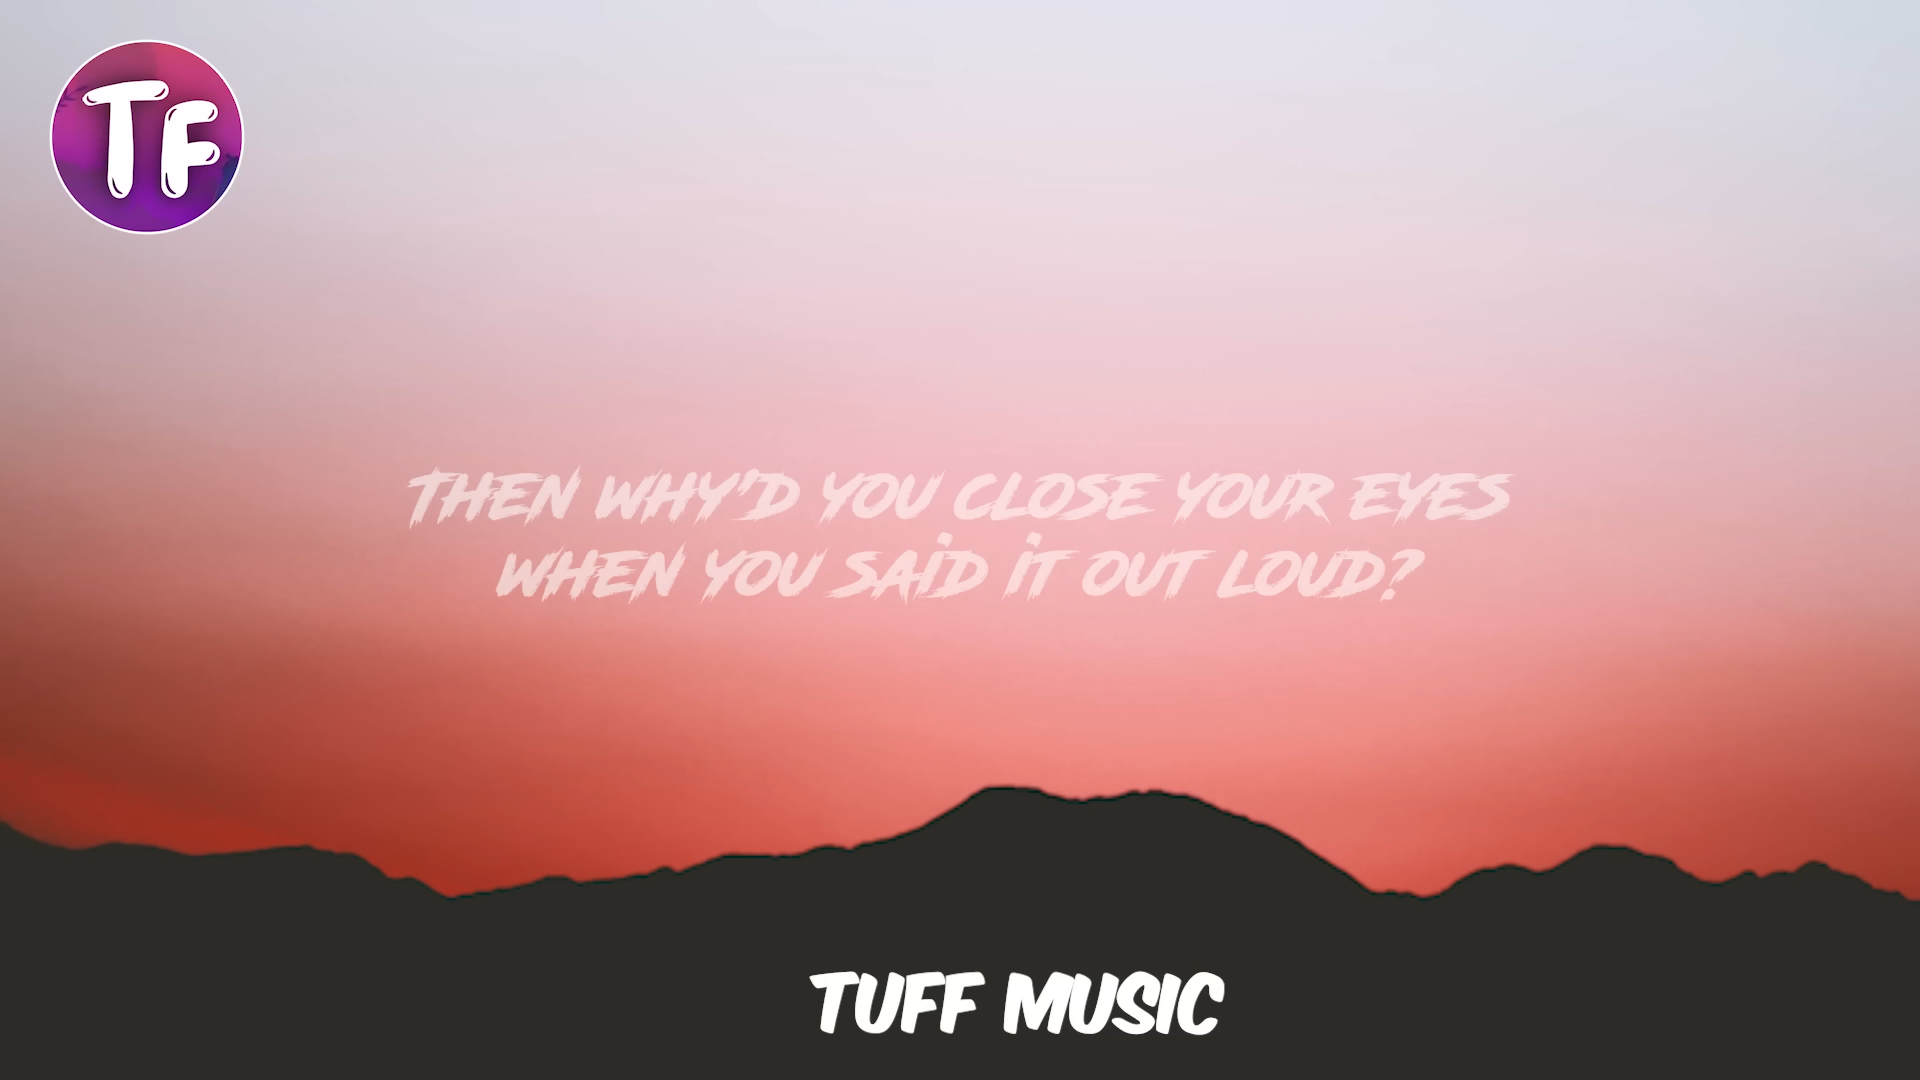 TF
THEN WHY'D YOU CLOSE YOUR EYES
WHEN YOU SAID IT OUT LOUD?
TUFF MUSIC